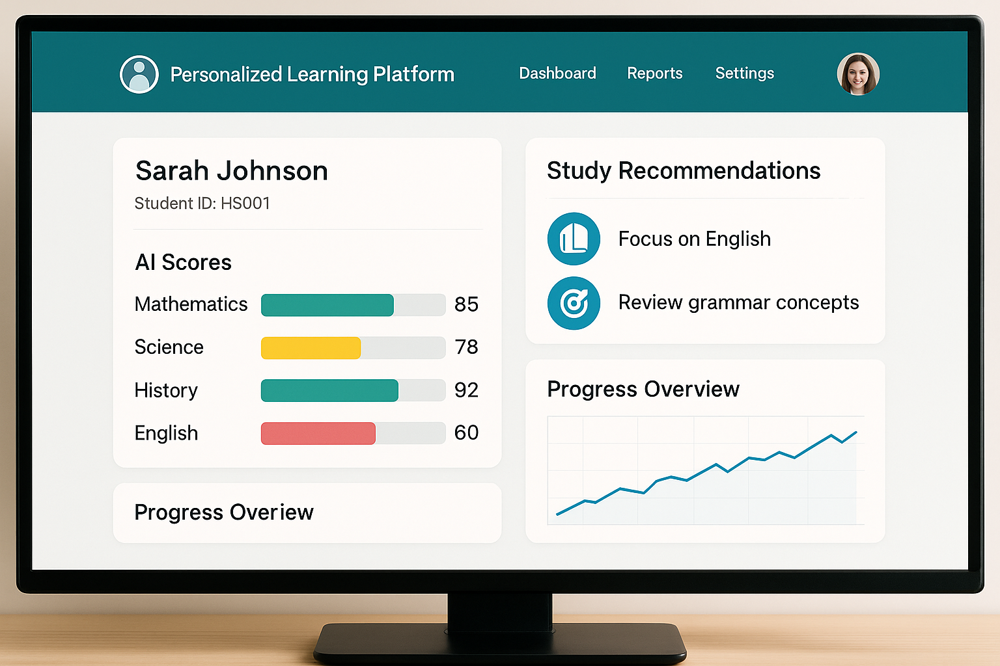 Personalized Learning Platform
Dashboard Reports Settings
Sarah Johnson
Student ID: HS001
AI Scores
Mathematics 85
Science 78
History 92
English 60
Progress Overiew
Study Recommendations
Focus on English
Review grammar concepts
Progress Overview